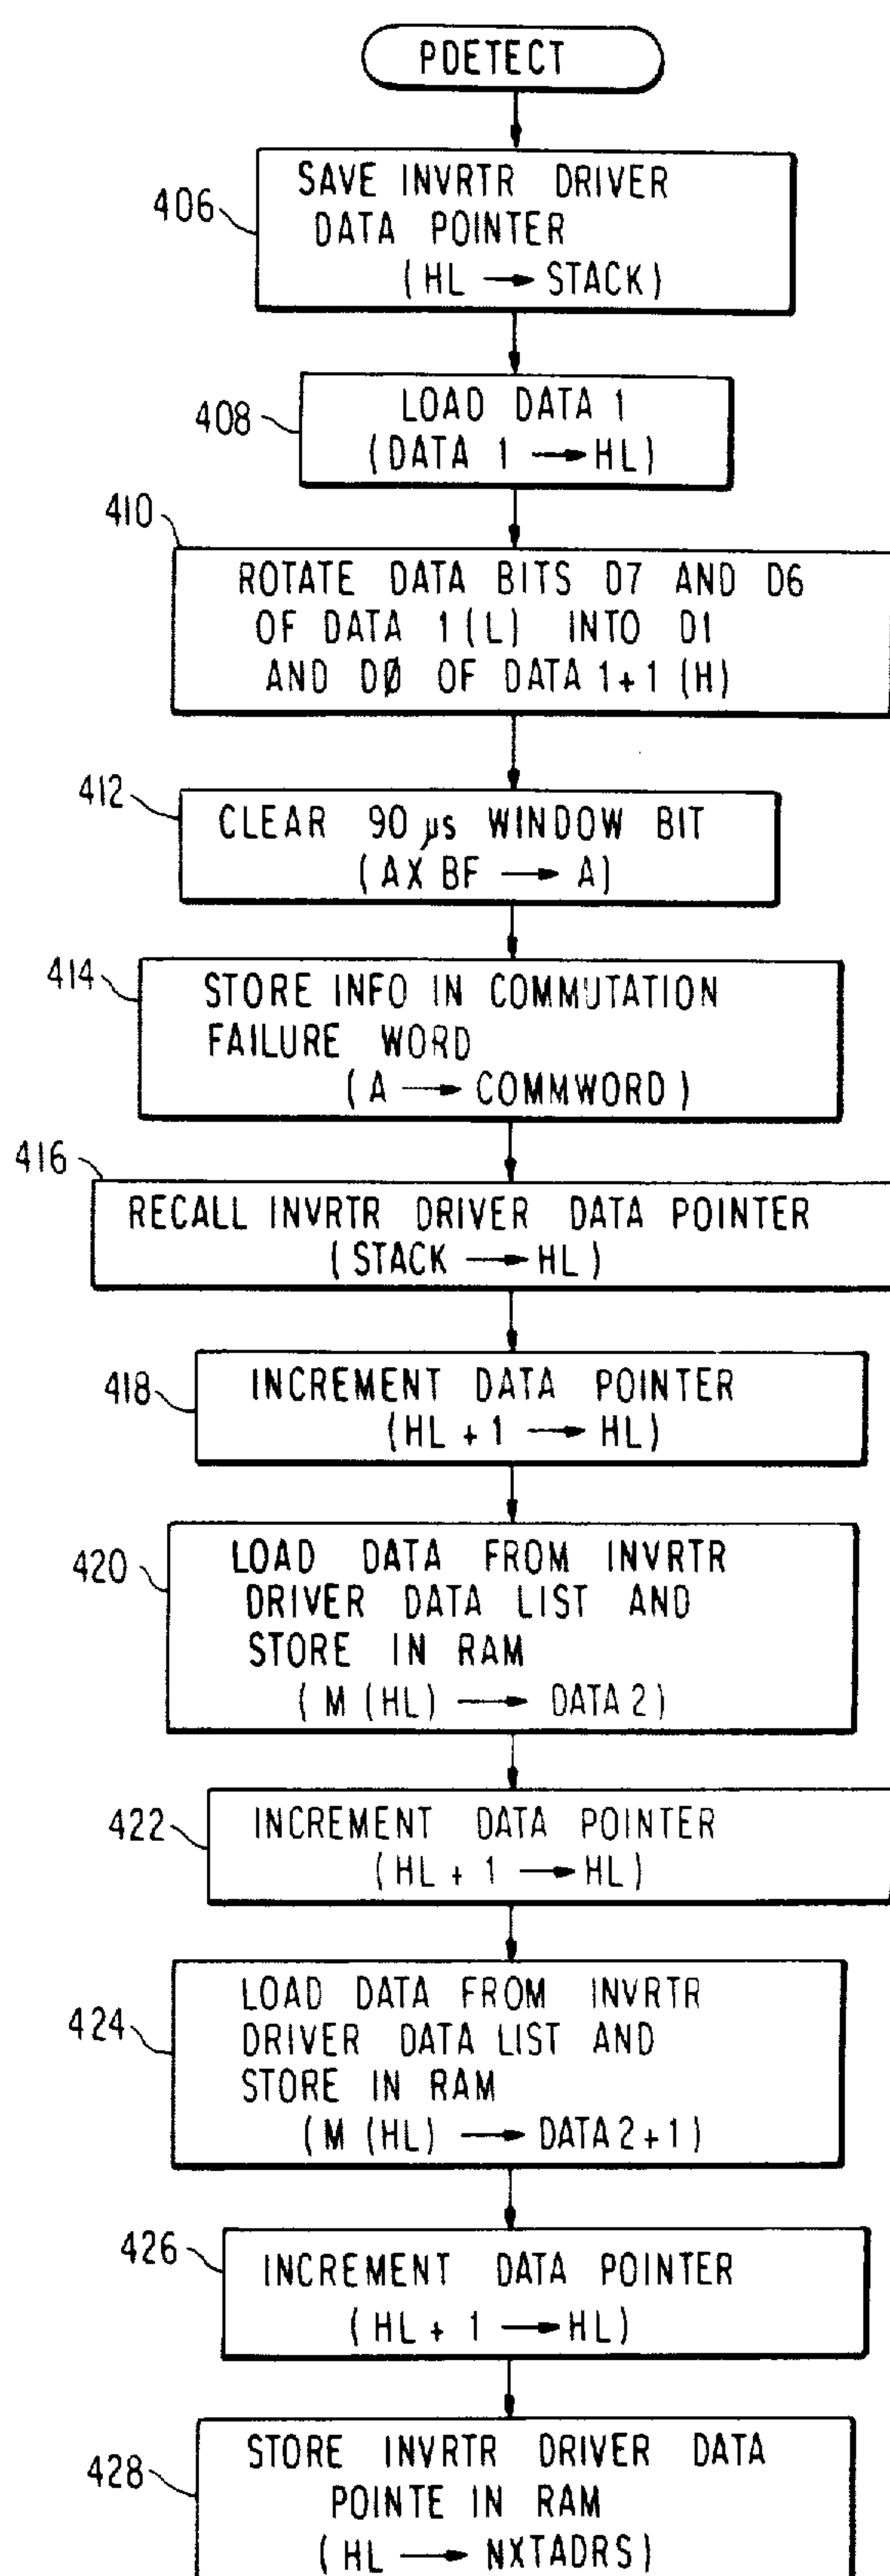 PDETECT
406
SAVE INVRTR DRIVER
DATA POINTER
(HL → STACK)
408
LOAD DATA 1
(DATA 1 → HL)
410
ROTATE DATA BITS D7 AND D6
OF DATA 1(L) INTO D1
AND DØ OF DATA 1+1 (H)
412
CLEAR 90 µs WINDOW BIT
(AX BF → A)
414
STORE INFO IN COMMUTATION
FAILURE WORD
(A → COMMWORD)
416
RECALL INVRTR DRIVER DATA POINTER
(STACK → HL)
418
INCREMENT DATA POINTER
(HL + 1 → HL)
420
LOAD DATA FROM INVRTR
DRIVER DATA LIST AND
STORE IN RAM
(M (HL) → DATA 2)
422
INCREMENT DATA POINTER
(HL + 1 → HL)
424
LOAD DATA FROM INVRTR
DRIVER DATA LIST AND
STORE IN RAM
(M (HL) → DATA 2+1)
426
INCREMENT DATA POINTER
(HL + 1 → HL)
428
STORE INVRTR DRIVER DATA
POINTE IN RAM
(HL → NXTADRS)